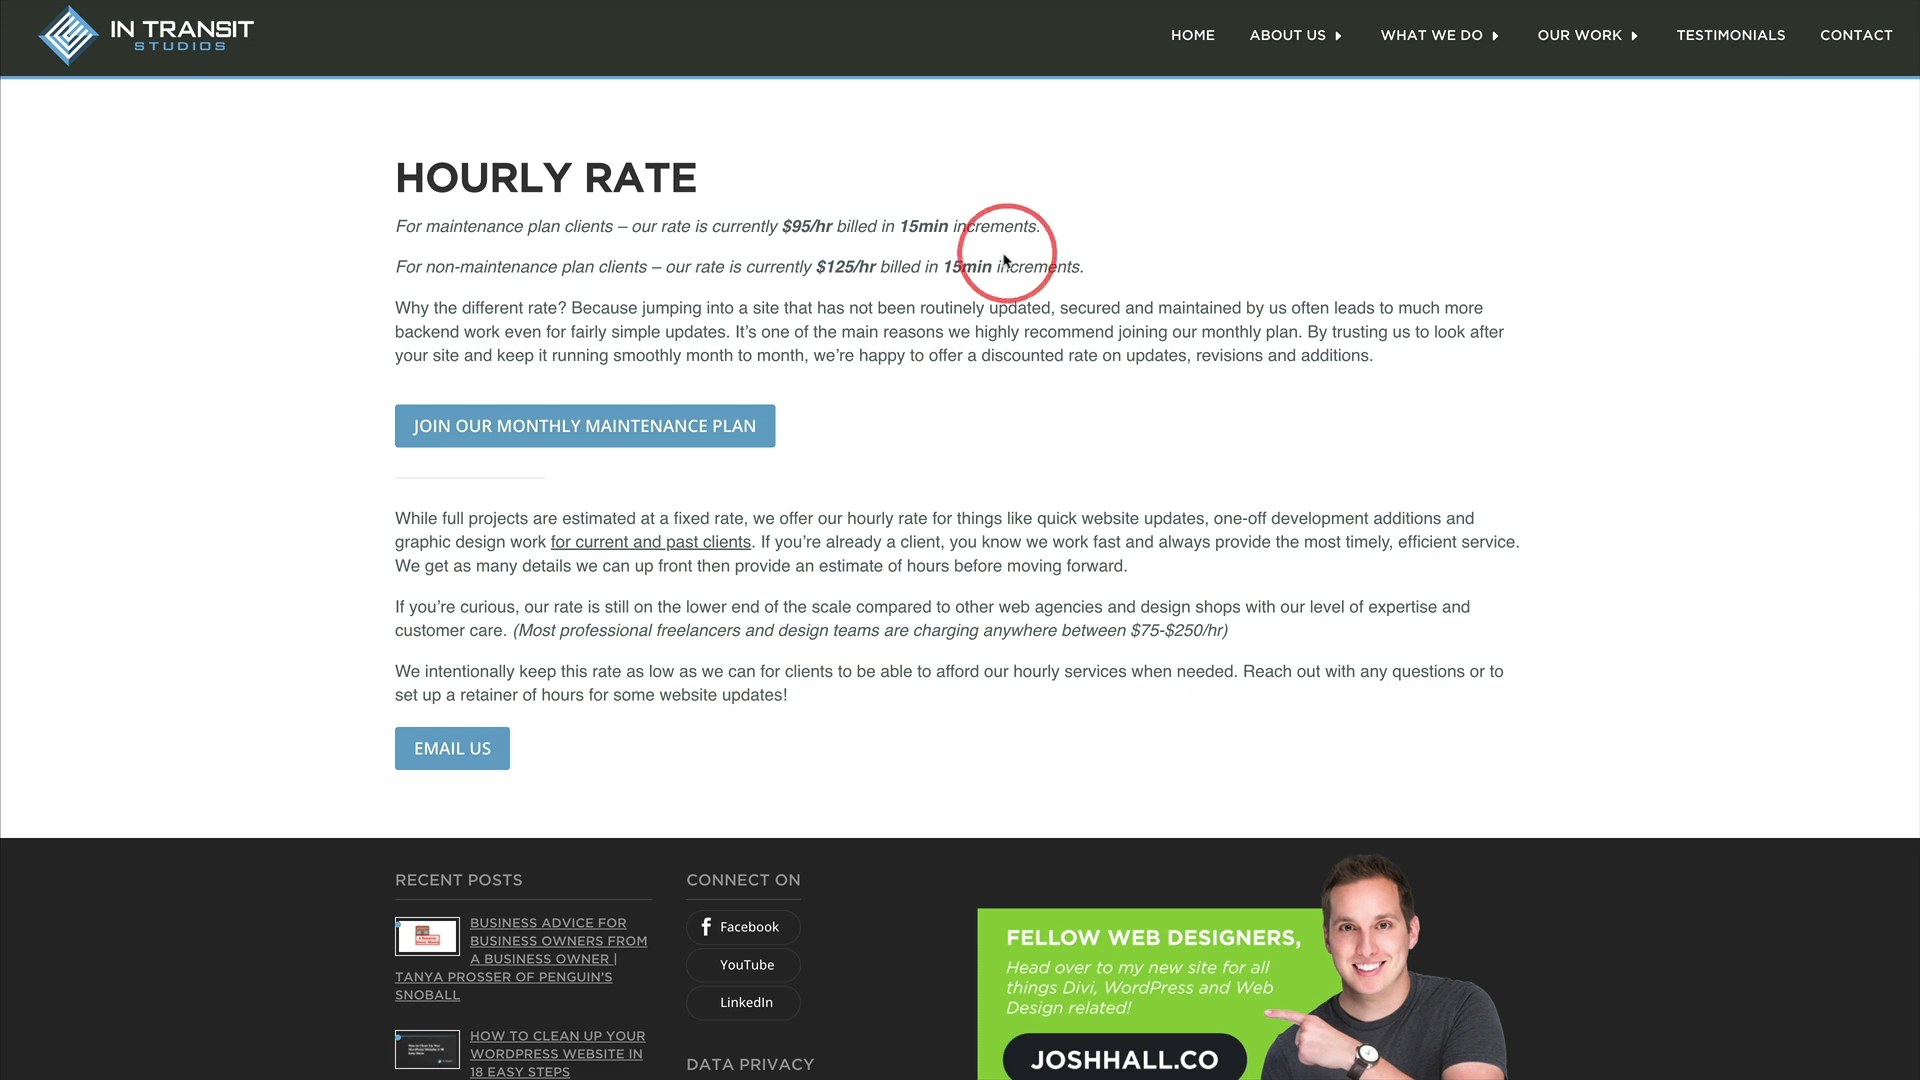 IN TRANSIT
STUDIOS
HOME ABOUT US WHAT WE DO OUR WORK TESTIMONIALS CONTACT
HOURLY RATE
For maintenance plan clients – our rate is currently $95/hr billed in 15min increments.
For non-maintenance plan clients – our rate is currently $125/hr billed in 15min increments.
Why the different rate? Because jumping into a site that has not been routinely updated, secured and maintained by us often leads to much more
backend work even for fairly simple updates. It’s one of the main reasons we highly recommend joining our monthly plan. By trusting us to look after
your site and keep it running smoothly month to month, we’re happy to offer a discounted rate on updates, revisions and additions.
JOIN OUR MONTHLY MAINTENANCE PLAN
While full projects are estimated at a fixed rate, we offer our hourly rate for things like quick website updates, one-off development additions and
graphic design work for current and past clients. If you’re already a client, you know we work fast and always provide the most timely, efficient service.
We get as many details we can up front then provide an estimate of hours before moving forward.
If you’re curious, our rate is still on the lower end of the scale compared to other web agencies and design shops with our level of expertise and
customer care. (Most professional freelancers and design teams are charging anywhere between $75-$250/hr)
We intentionally keep this rate as low as we can for clients to be able to afford our hourly services when needed. Reach out with any questions or to
set up a retainer of hours for some website updates!
EMAIL US
RECENT POSTS
BUSINESS ADVICE FOR
BUSINESS OWNERS FROM
A BUSINESS OWNER |
TANYA PROSSER OF PENGUIN’S
SNOBALL
HOW TO CLEAN UP YOUR
WORDPRESS WEBSITE IN
18 EASY STEPS
CONNECT ON
Facebook
YouTube
LinkedIn
DATA PRIVACY
FELLOW WEB DESIGNERS,
Head over to my new site for all
things Divi, WordPress and Web
Design related!
JOSHHALL.CO